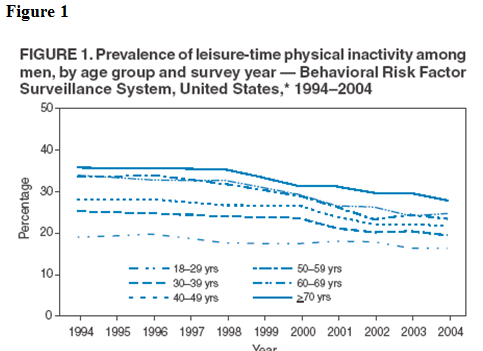 Figure 1
FIGURE 1. Prevalence of leisure-time physical inactivity among
men, by age group and survey year — Behavioral Risk Factor
Surveillance System, United States,* 1994–2004
50
40
30
20
10
0
Percentage
18–29 yrs
30–39 yrs
40–49 yrs
50–59 yrs
60–69 yrs
≥70 yrs
1994 1995 1996 1997 1998 1999 2000 2001 2002 2003 2004
Year